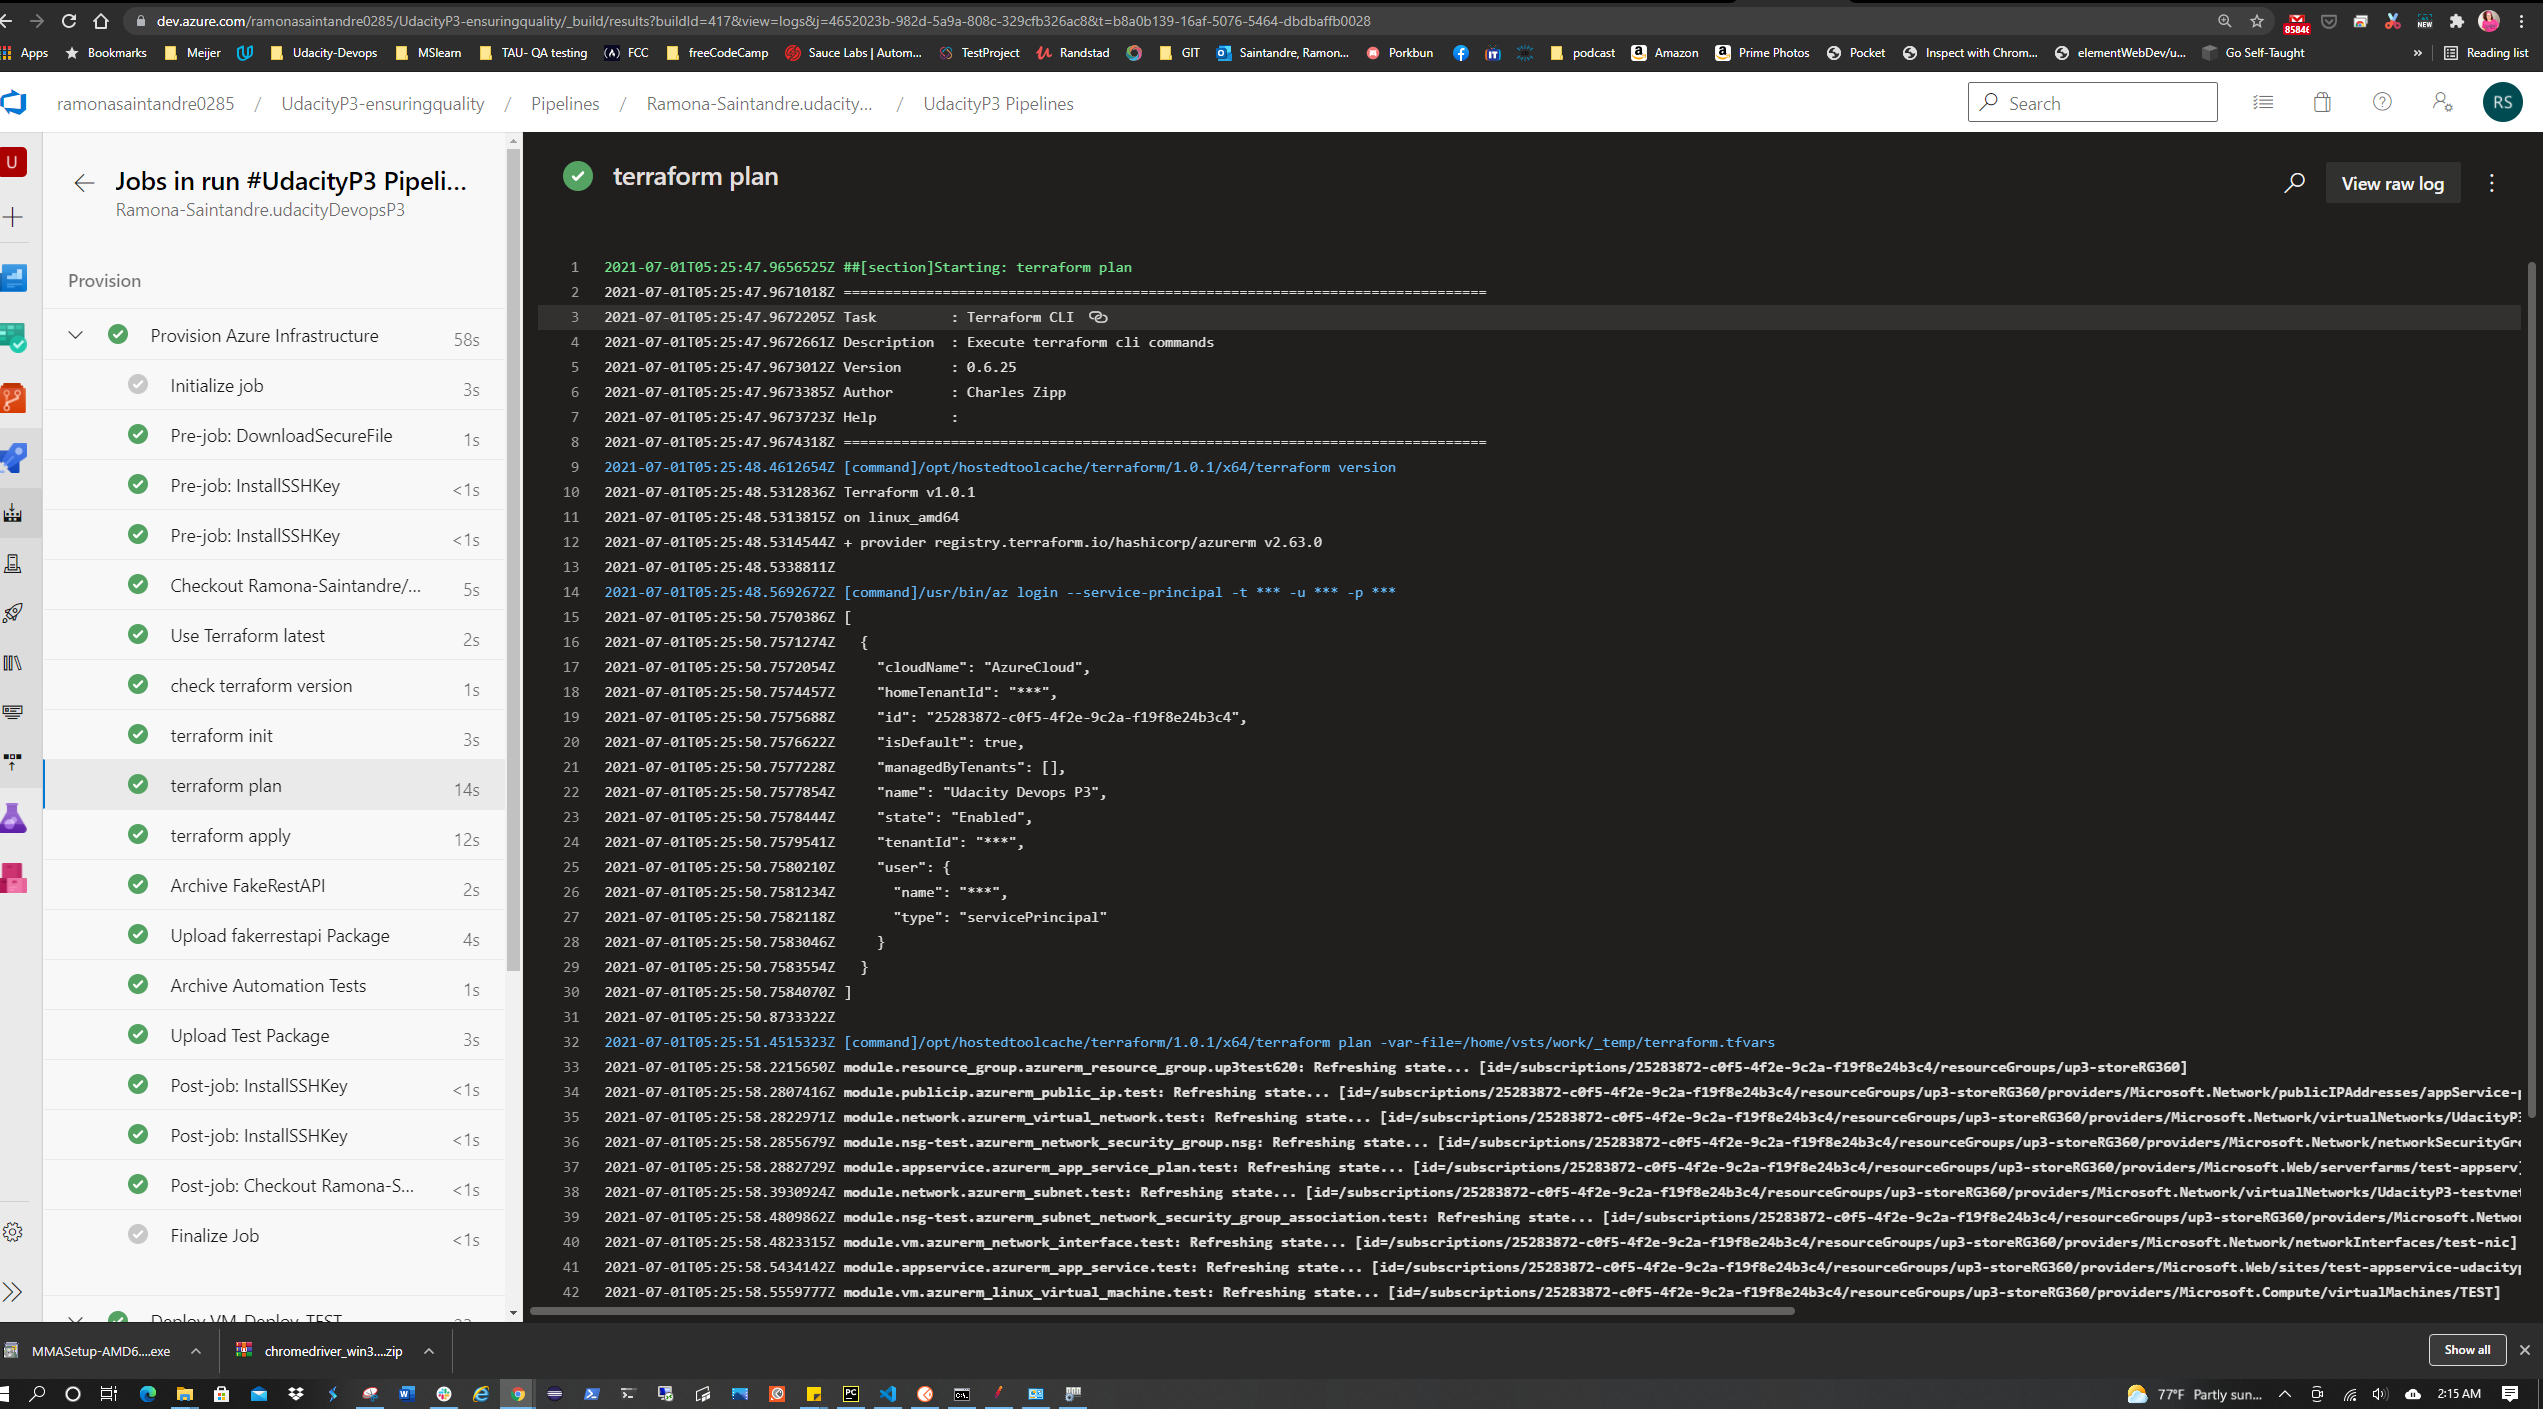 dev.azure.com/ramonasaintandre0285/UdacityP3-ensuringquality/_build/results?buildId=417&view=logs&j=4652023b-982d-5a9a-808c-329cfb326ac8&t=b8a0b139-16af-5076-5464-dbdbaffb0028
Apps Bookmarks Meijer Udacity-Devops MSlearn TAU- QA testing FCC freeCodeCamp Sauce Labs | Autom... TestProject Randstad GIT Saintandre, Ramon... Porkbun podcast Amazon Prime Photos Pocket Inspect with Chrom... elementWebDev/u... Go Self-Taught » Reading list
ramonasaintandre0285 / UdacityP3-ensuringquality / Pipelines / Ramona-Saintandre.udacity... / UdacityP3 Pipelines Search RS
U
Jobs in run #UdacityP3 Pipeli...
Ramona-Saintandre.udacityDevopsP3
Provision
Provision Azure Infrastructure 58s
Initialize job 3s
Pre-job: DownloadSecureFile 1s
Pre-job: InstallSSHKey <1s
Pre-job: InstallSSHKey <1s
Checkout Ramona-Saintandre/... 5s
Use Terraform latest 2s
check terraform version 1s
terraform init 3s
terraform plan 14s
terraform apply 12s
Archive FakeRestAPI 2s
Upload fakerrestapi Package 4s
Archive Automation Tests 1s
Upload Test Package 3s
Post-job: InstallSSHKey <1s
Post-job: InstallSSHKey <1s
Post-job: Checkout Ramona-S... <1s
Finalize Job <1s
terraform plan View raw log
1 2021-07-01T05:25:47.9656525Z ##[section]Starting: terraform plan
2 2021-07-01T05:25:47.9671018Z ==============================================================================
3 2021-07-01T05:25:47.9672205Z Task : Terraform CLI
4 2021-07-01T05:25:47.9672661Z Description : Execute terraform cli commands
5 2021-07-01T05:25:47.9673012Z Version : 0.6.25
6 2021-07-01T05:25:47.9673385Z Author : Charles Zipp
7 2021-07-01T05:25:47.9673723Z Help :
8 2021-07-01T05:25:47.9674318Z ==============================================================================
9 2021-07-01T05:25:48.4612654Z [command]/opt/hostedtoolcache/terraform/1.0.1/x64/terraform version
10 2021-07-01T05:25:48.5312836Z Terraform v1.0.1
11 2021-07-01T05:25:48.5313815Z on linux_amd64
12 2021-07-01T05:25:48.5314544Z + provider registry.terraform.io/hashicorp/azurerm v2.63.0
13 2021-07-01T05:25:48.5338811Z
14 2021-07-01T05:25:48.5692672Z [command]/usr/bin/az login --service-principal -t *** -u *** -p ***
15 2021-07-01T05:25:50.7570386Z [
16 2021-07-01T05:25:50.7571274Z {
17 2021-07-01T05:25:50.7572054Z "cloudName": "AzureCloud",
18 2021-07-01T05:25:50.7574457Z "homeTenantId": "***",
19 2021-07-01T05:25:50.7575688Z "id": "25283872-c0f5-4f2e-9c2a-f19f8e24b3c4",
20 2021-07-01T05:25:50.7576622Z "isDefault": true,
21 2021-07-01T05:25:50.7577228Z "managedByTenants": [],
22 2021-07-01T05:25:50.7577854Z "name": "Udacity Devops P3",
23 2021-07-01T05:25:50.7578444Z "state": "Enabled",
24 2021-07-01T05:25:50.7579541Z "tenantId": "***",
25 2021-07-01T05:25:50.7580210Z "user": {
26 2021-07-01T05:25:50.7581234Z "name": "***",
27 2021-07-01T05:25:50.7582118Z "type": "servicePrincipal"
28 2021-07-01T05:25:50.7583046Z }
29 2021-07-01T05:25:50.7583554Z }
30 2021-07-01T05:25:50.7584070Z ]
31 2021-07-01T05:25:50.8733322Z
32 2021-07-01T05:25:51.4515323Z [command]/opt/hostedtoolcache/terraform/1.0.1/x64/terraform plan -var-file=/home/vsts/work/_temp/terraform.tfvars
33 2021-07-01T05:25:58.2215650Z module.resource_group.azurerm_resource_group.up3test620: Refreshing state... [id=/subscriptions/25283872-c0f5-4f2e-9c2a-f19f8e24b3c4/resourceGroups/up3-storeRG360]
34 2021-07-01T05:25:58.2807416Z module.publicip.azurerm_public_ip.test: Refreshing state... [id=/subscriptions/25283872-c0f5-4f2e-9c2a-f19f8e24b3c4/resourceGroups/up3-storeRG360/providers/Microsoft.Network/publicIPAddresses/appService-p
35 2021-07-01T05:25:58.2822971Z module.network.azurerm_virtual_network.test: Refreshing state... [id=/subscriptions/25283872-c0f5-4f2e-9c2a-f19f8e24b3c4/resourceGroups/up3-storeRG360/providers/Microsoft.Network/virtualNetworks/UdacityP3
36 2021-07-01T05:25:58.2855679Z module.nsg-test.azurerm_network_security_group.nsg: Refreshing state... [id=/subscriptions/25283872-c0f5-4f2e-9c2a-f19f8e24b3c4/resourceGroups/up3-storeRG360/providers/Microsoft.Network/networkSecurityGro
37 2021-07-01T05:25:58.2882729Z module.appservice.azurerm_app_service_plan.test: Refreshing state... [id=/subscriptions/25283872-c0f5-4f2e-9c2a-f19f8e24b3c4/resourceGroups/up3-storeRG360/providers/Microsoft.Web/serverfarms/test-appserv]
38 2021-07-01T05:25:58.3930924Z module.network.azurerm_subnet.test: Refreshing state... [id=/subscriptions/25283872-c0f5-4f2e-9c2a-f19f8e24b3c4/resourceGroups/up3-storeRG360/providers/Microsoft.Network/virtualNetworks/UdacityP3-testvnet
39 2021-07-01T05:25:58.4809862Z module.nsg-test.azurerm_subnet_network_security_group_association.test: Refreshing state... [id=/subscriptions/25283872-c0f5-4f2e-9c2a-f19f8e24b3c4/resourceGroups/up3-storeRG360/providers/Microsoft.Networ
40 2021-07-01T05:25:58.4823315Z module.vm.azurerm_network_interface.test: Refreshing state... [id=/subscriptions/25283872-c0f5-4f2e-9c2a-f19f8e24b3c4/resourceGroups/up3-storeRG360/providers/Microsoft.Network/networkInterfaces/test-nic]
41 2021-07-01T05:25:58.5434142Z module.appservice.azurerm_app_service.test: Refreshing state... [id=/subscriptions/25283872-c0f5-4f2e-9c2a-f19f8e24b3c4/resourceGroups/up3-storeRG360/providers/Microsoft.Web/sites/test-appservice-udacityp
42 2021-07-01T05:25:58.5559777Z module.vm.azurerm_linux_virtual_machine.test: Refreshing state... [id=/subscriptions/25283872-c0f5-4f2e-9c2a-f19f8e24b3c4/resourceGroups/up3-storeRG360/providers/Microsoft.Compute/virtualMachines/TEST]
MMASetup-AMD6....exe chromedriver_win3....zip Show all
77°F Partly sun... 2:15 AM